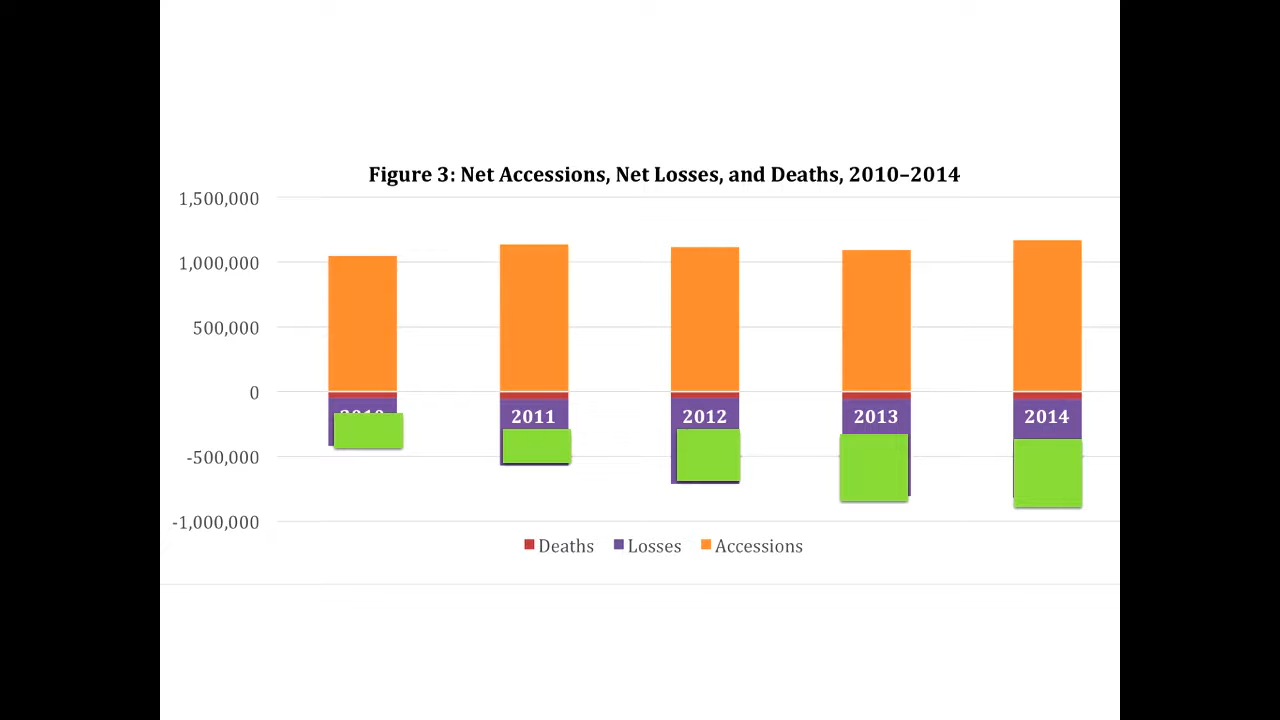 Figure 3: Net Accessions, Net Losses, and Deaths, 2010–2014
1,500,000
1,000,000
500,000
0
-500,000
-1,000,000
2011
2012
2013
2014
Deaths
Losses
Accessions